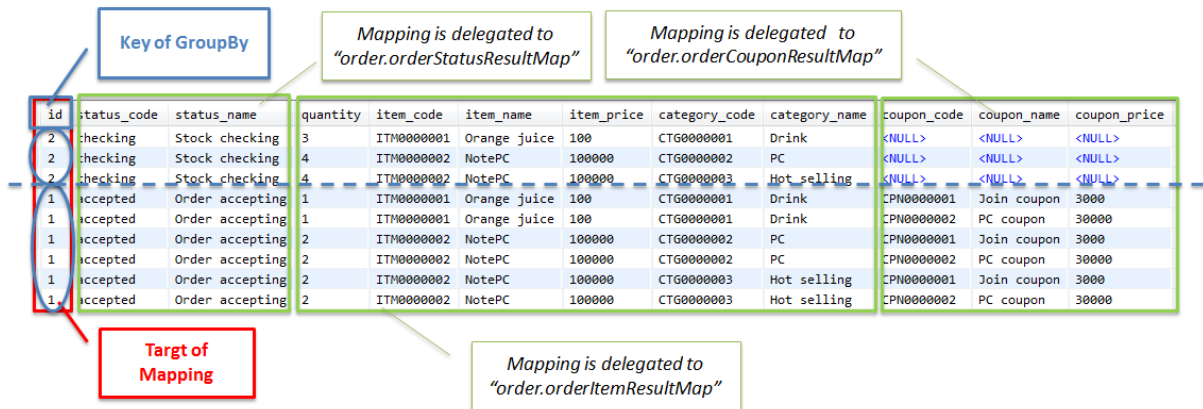 Key of GroupBy
Mapping is delegated to
“order.orderStatusResultMap”
Mapping is delegated to
“order.orderCouponResultMap”
id status_code status_name quantity item_code item_name item_price category_code category_name coupon_code coupon_name coupon_price
2 checking Stock checking 3 ITM0000001 Orange juice 100 CTG0000001 Drink <NULL> <NULL> <NULL>
2 checking Stock checking 4 ITM0000002 NotePC 100000 CTG0000002 PC <NULL> <NULL> <NULL>
2 checking Stock checking 4 ITM0000002 NotePC 100000 CTG0000003 Hot selling <NULL> <NULL> <NULL>
1 accepted Order accepting 1 ITM0000001 Orange juice 100 CTG0000001 Drink CPN0000001 Join coupon 3000
1 accepted Order accepting 1 ITM0000001 Orange juice 100 CTG0000001 Drink CPN0000002 PC coupon 30000
1 accepted Order accepting 2 ITM0000002 NotePC 100000 CTG0000002 PC CPN0000001 Join coupon 3000
1 accepted Order accepting 2 ITM0000002 NotePC 100000 CTG0000002 PC CPN0000002 PC coupon 30000
1 accepted Order accepting 2 ITM0000002 NotePC 100000 CTG0000003 Hot selling CPN0000001 Join coupon 3000
1 accepted Order accepting 2 ITM0000002 NotePC 100000 CTG0000003 Hot selling CPN0000002 PC coupon 30000
Targt of
Mapping
Mapping is delegated to
“order.orderItemResultMap”